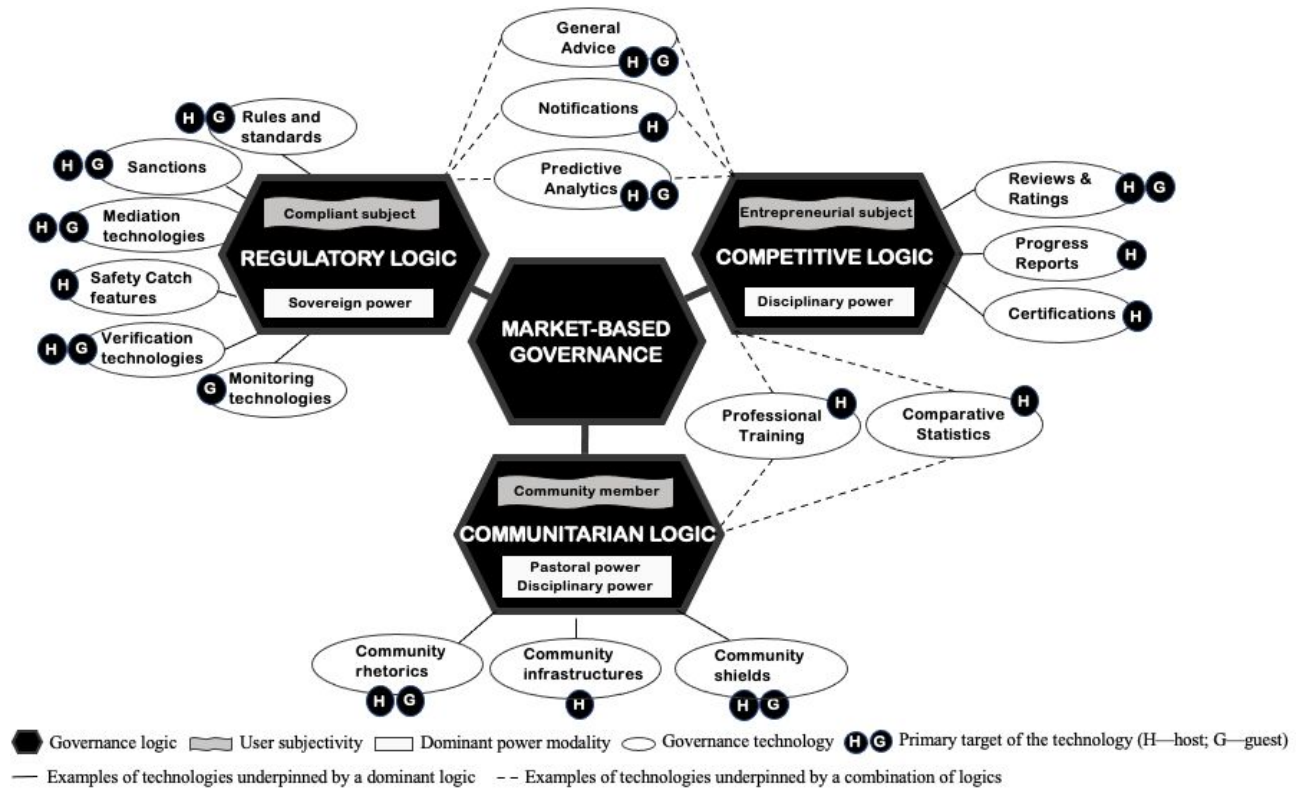 General
Advice
H G
Notifications
H
Predictive
Analytics
H G
H G
Rules and
standards
H G
Sanctions
H G
Mediation
technologies
H
Safety Catch
features
H G
Verification
technologies
G
Monitoring
technologies
Compliant subject
REGULATORY LOGIC
Sovereign power
Entrepreneurial subject
COMPETITIVE LOGIC
Disciplinary power
Reviews &
Ratings
H G
Progress
Reports
H
Certifications
H
MARKET-BASED
GOVERNANCE
Professional
Training
H
Comparative
Statistics
H
Community member
COMMUNITARIAN LOGIC
Pastoral power
Disciplinary power
Community
rhetorics
H G
Community
infrastructures
H
Community
shields
H G
Governance logic User subjectivity Dominant power modality Governance technology H G Primary target of the technology (H—host; G—guest)
Examples of technologies underpinned by a dominant logic Examples of technologies underpinned by a combination of logics